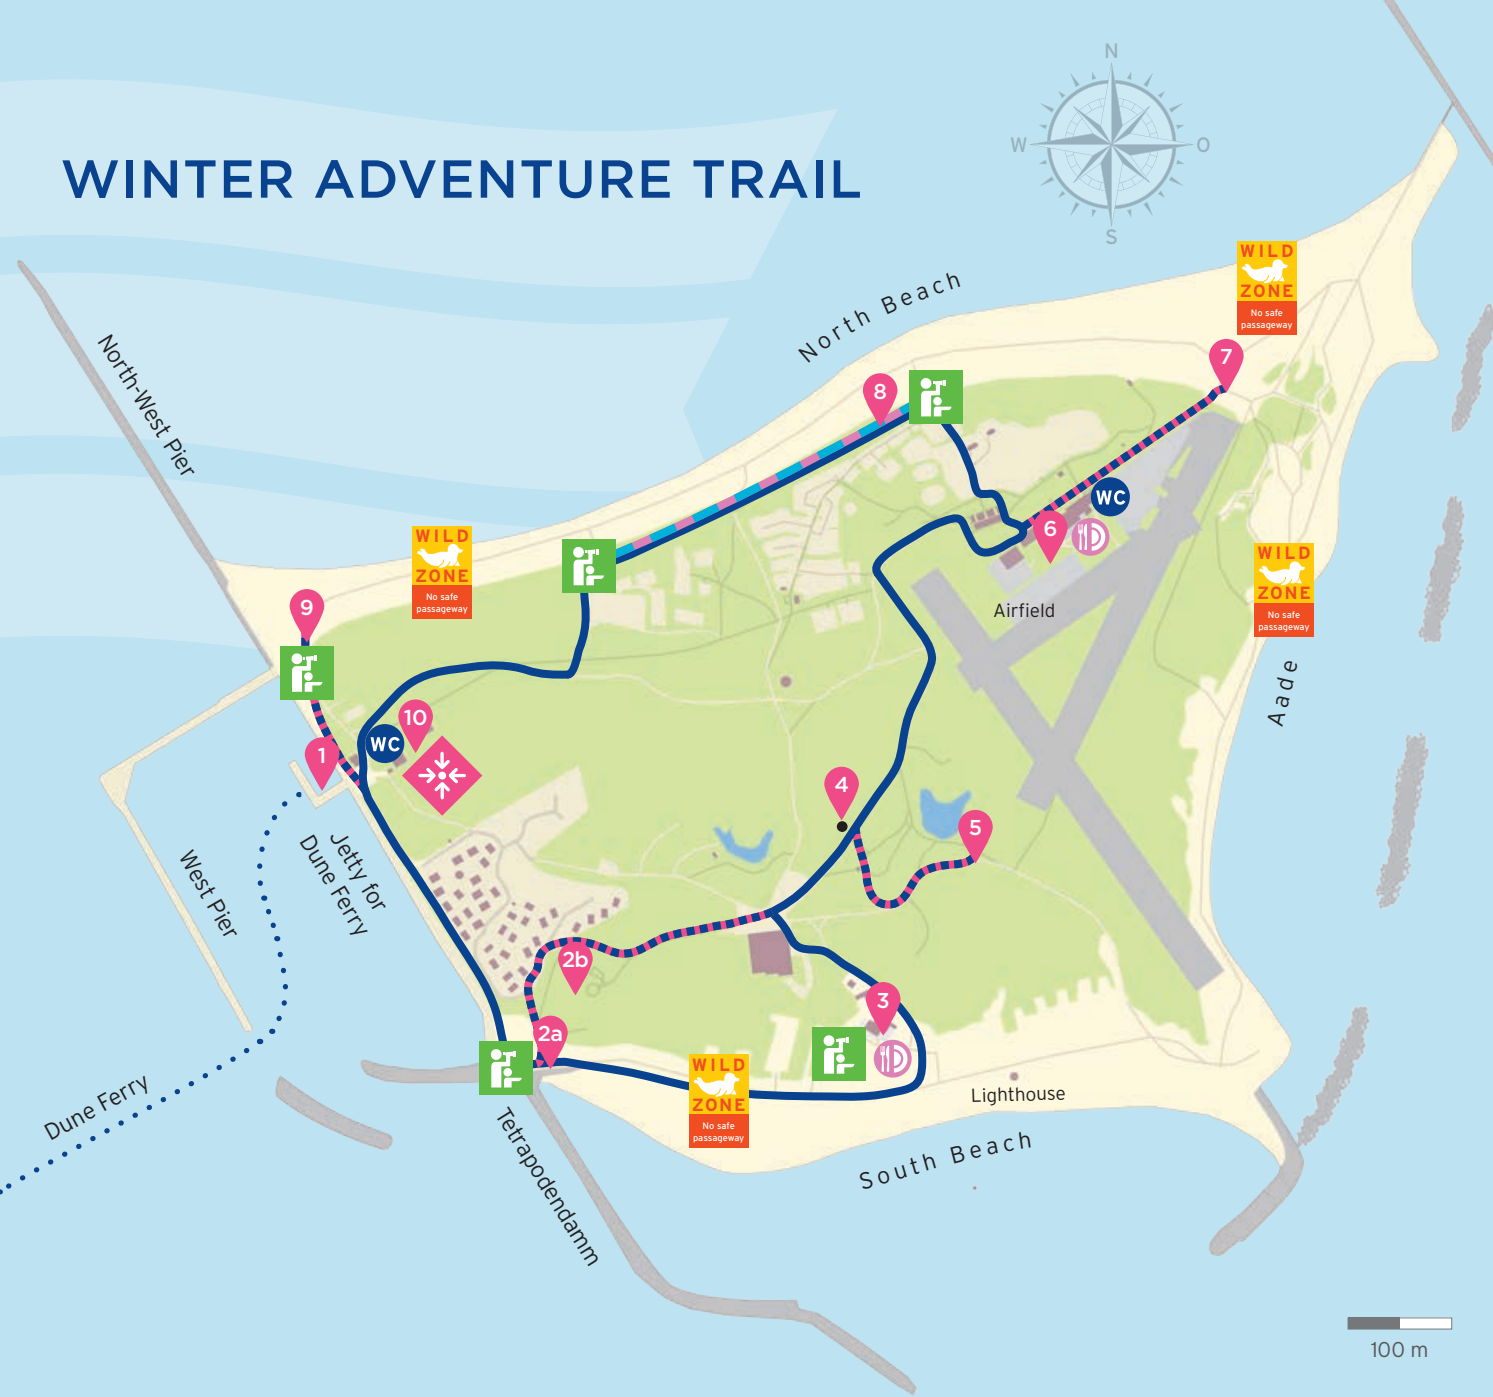 WINTER ADVENTURE TRAIL
N
W
O
S
WILD
ZONE
No safe
passageway
North Beach
North-West Pier
7
8
WC
6
WILD
ZONE
No safe
passageway
WILD
ZONE
No safe
passageway
9
Airfield
Aade
10
WC
1
4
5
Jetty for
Dune Ferry
West Pier
2b
3
2a
WILD
ZONE
No safe
passageway
Lighthouse
Dune Ferry
South Beach
Tetrapodendamm
100 m